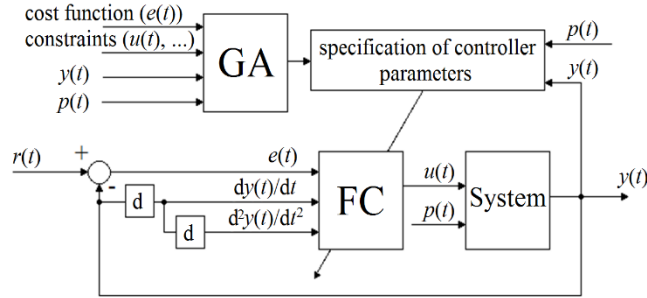 cost function (e(t))
constraints (u(t), ...)
y(t)
p(t)
GA
specification of controller
parameters
p(t)
y(t)
r(t)
+
-
e(t)
dy(t)/dt
d²y(t)/dt²
d
d
FC
u(t)
p(t)
System
y(t)